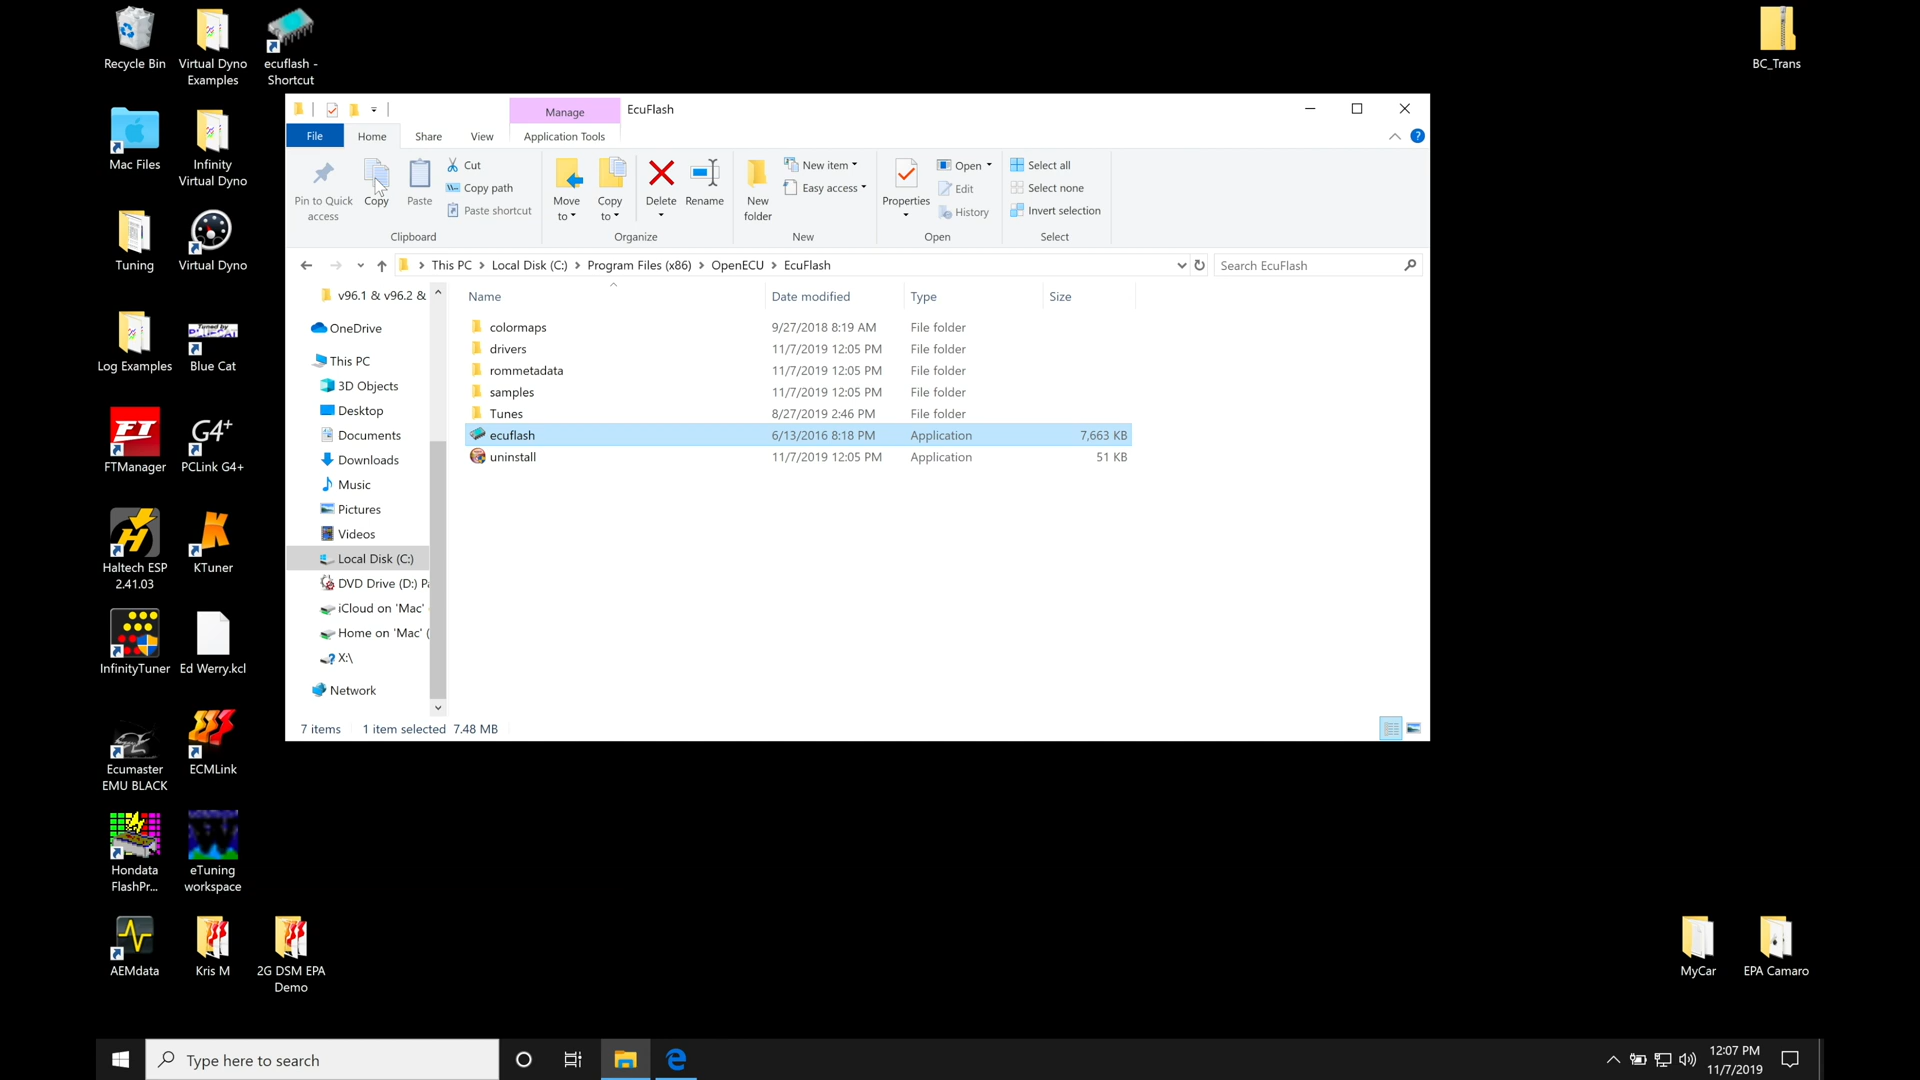 Recycle Bin
Virtual Dyno
Examples
ecuflash -
Shortcut
BC_Trans
Mac Files
Infinity
Virtual Dyno
Tuning
Virtual Dyno
Log Examples
Blue Cat
FT
FTManager
G4+
PCLink G4+
Haltech ESP
2.41.03
KTuner
InfinityTuner
Ed Werry.kcl
Ecumaster
EMU BLACK
ECMLink
Hondata
FlashPr...
eTuning
workspace
AEMdata
Kris M
2G DSM EPA
Demo
MyCar
EPA Camaro
Manage
EcuFlash
File
Home
Share
View
Application Tools
Pin to Quick
access
Copy
Paste
Cut
Copy path
Paste shortcut
Clipboard
Move
to
Copy
to
Delete
Rename
Organize
New
folder
New item
Easy access
New
Properties
Open
Edit
History
Open
Select all
Select none
Invert selection
Select
This PC > Local Disk (C:) > Program Files (x86) > OpenECU > EcuFlash
Search EcuFlash
v96.1 & v96.2 &
OneDrive
This PC
3D Objects
Desktop
Documents
Downloads
Music
Pictures
Videos
Local Disk (C:)
DVD Drive (D:) Pa
iCloud on 'Mac'
Home on 'Mac' (
X:\
Network
Name Date modified Type Size
colormaps 9/27/2018 8:19 AM File folder
drivers 11/7/2019 12:05 PM File folder
rommetadata 11/7/2019 12:05 PM File folder
samples 11/7/2019 12:05 PM File folder
Tunes 8/27/2019 2:46 PM File folder
ecuflash 6/13/2016 8:18 PM Application 7,663 KB
uninstall 11/7/2019 12:05 PM Application 51 KB
7 items 1 item selected 7.48 MB
Type here to search
12:07 PM
11/7/2019